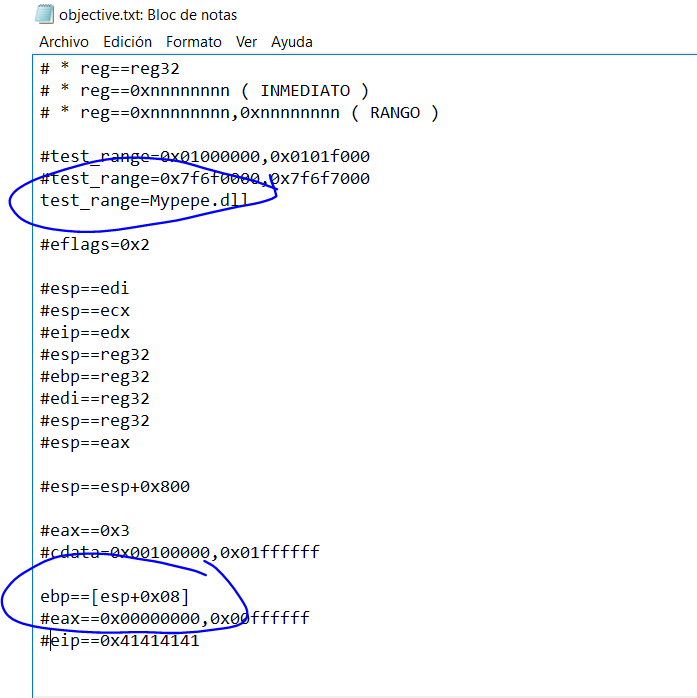 objective.txt: Bloc de notas
Archivo Edición Formato Ver Ayuda
# * reg==reg32
# * reg==0xnnnnnnnn ( INMEDIATO )
# * reg==0xnnnnnnnn,0xnnnnnnnn ( RANGO )
#test_range=0x01000000,0x0101f000
#test_range=0x7f6f0000,0x7f6f7000
test_range=Mypepe.dll
#eflags=0x2
#esp==edi
#esp==ecx
#eip==edx
#esp==reg32
#ebp==reg32
#edi==reg32
#esp==reg32
#esp==eax
#esp==esp+0x800
#eax==0x3
#cdata=0x00100000,0x01ffffff
ebp==[esp+0x08]
#eax==0x00000000,0x00ffffff
#eip==0x41414141